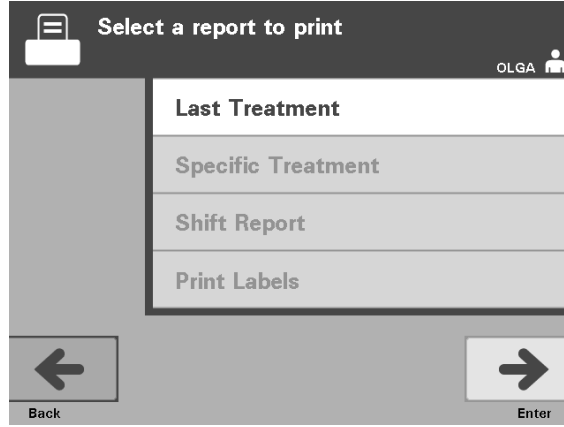 Select a report to print
OLGA
Last Treatment
Specific Treatment
Shift Report
Print Labels
Back
Enter